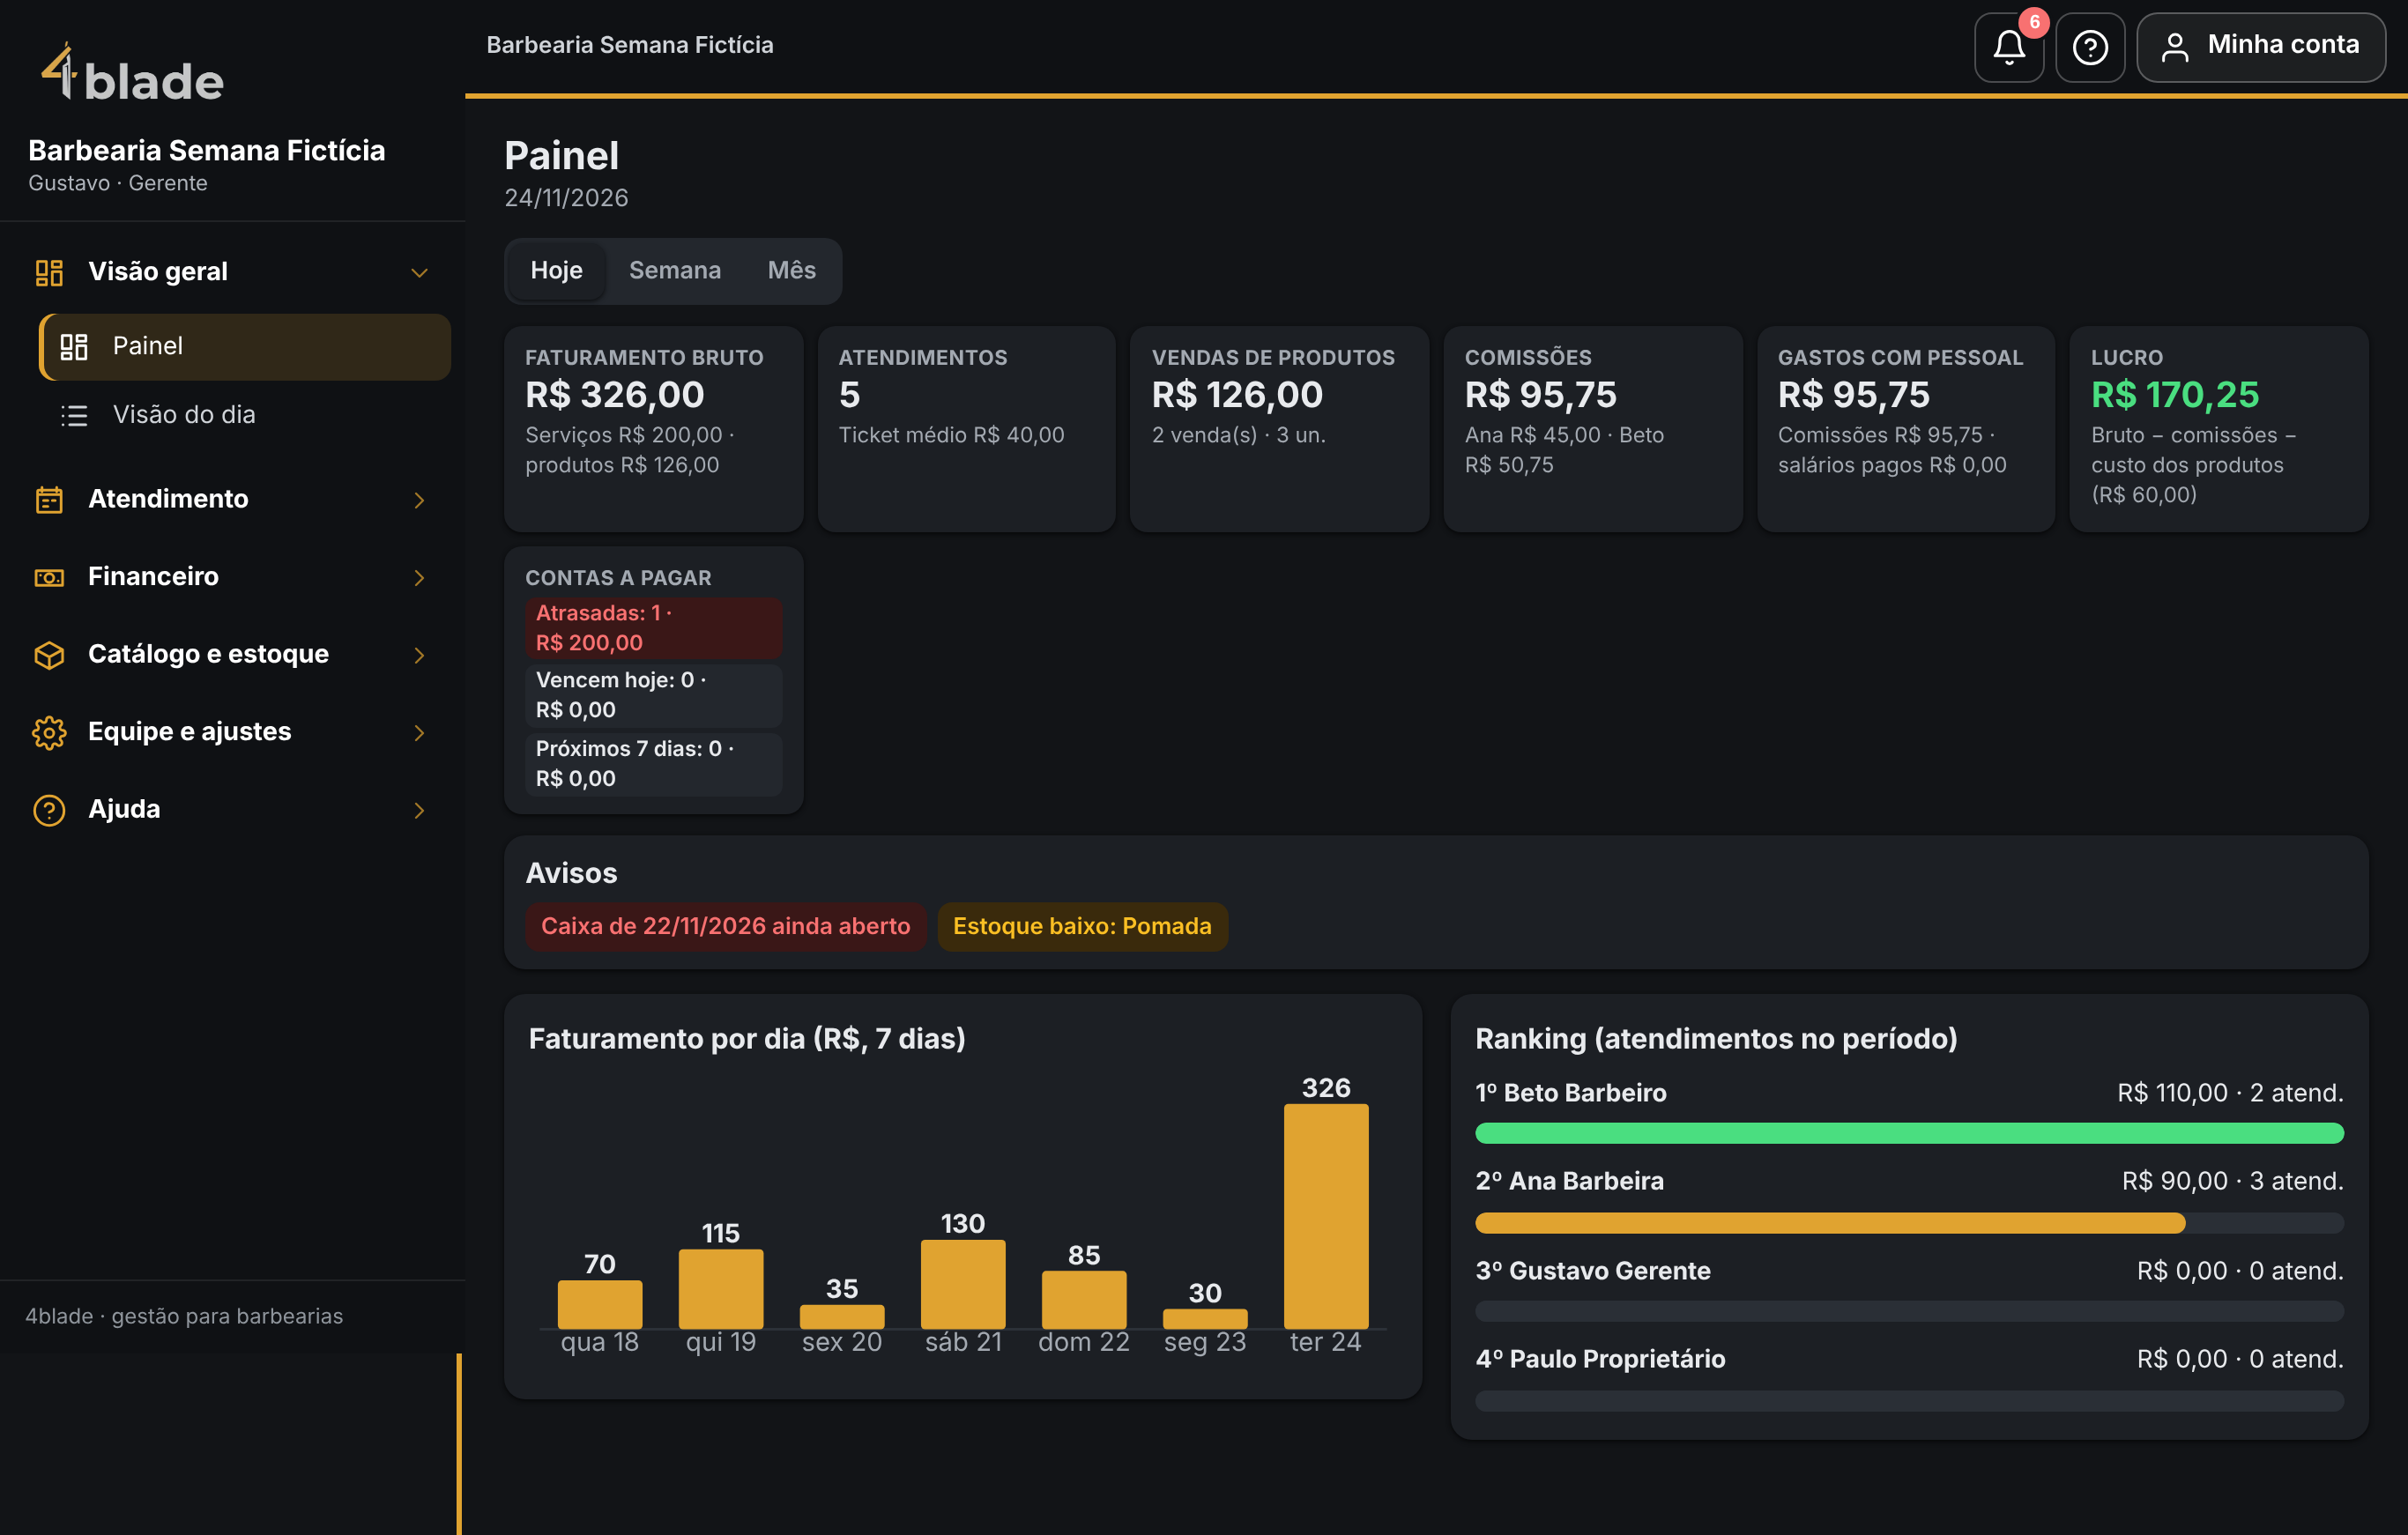 4blade
Barbearia Semana Fictícia
Gustavo · Gerente
Visão geral
Painel
Visão do dia
Atendimento
Financeiro
Catálogo e estoque
Equipe e ajustes
Ajuda
4blade · gestão para barbearias
Barbearia Semana Fictícia
6
Minha conta
Painel
24/11/2026
Hoje
Semana
Mês
FATURAMENTO BRUTO
R$ 326,00
Serviços R$ 200,00 ·
produtos R$ 126,00
ATENDIMENTOS
5
Ticket médio R$ 40,00
VENDAS DE PRODUTOS
R$ 126,00
2 venda(s) · 3 un.
COMISSÕES
R$ 95,75
Ana R$ 45,00 · Beto
R$ 50,75
GASTOS COM PESSOAL
R$ 95,75
Comissões R$ 95,75 ·
salários pagos R$ 0,00
LUCRO
R$ 170,25
Bruto − comissões −
custo dos produtos
(R$ 60,00)
CONTAS A PAGAR
Atrasadas: 1 ·
R$ 200,00
Vencem hoje: 0 ·
R$ 0,00
Próximos 7 dias: 0 ·
R$ 0,00
Avisos
Caixa de 22/11/2026 ainda aberto
Estoque baixo: Pomada
Faturamento por dia (R$, 7 dias)
70
115
35
130
85
30
326
qua 18
qui 19
sex 20
sáb 21
dom 22
seg 23
ter 24
Ranking (atendimentos no período)
1º Beto Barbeiro
R$ 110,00 · 2 atend.
2º Ana Barbeira
R$ 90,00 · 3 atend.
3º Gustavo Gerente
R$ 0,00 · 0 atend.
4º Paulo Proprietário
R$ 0,00 · 0 atend.